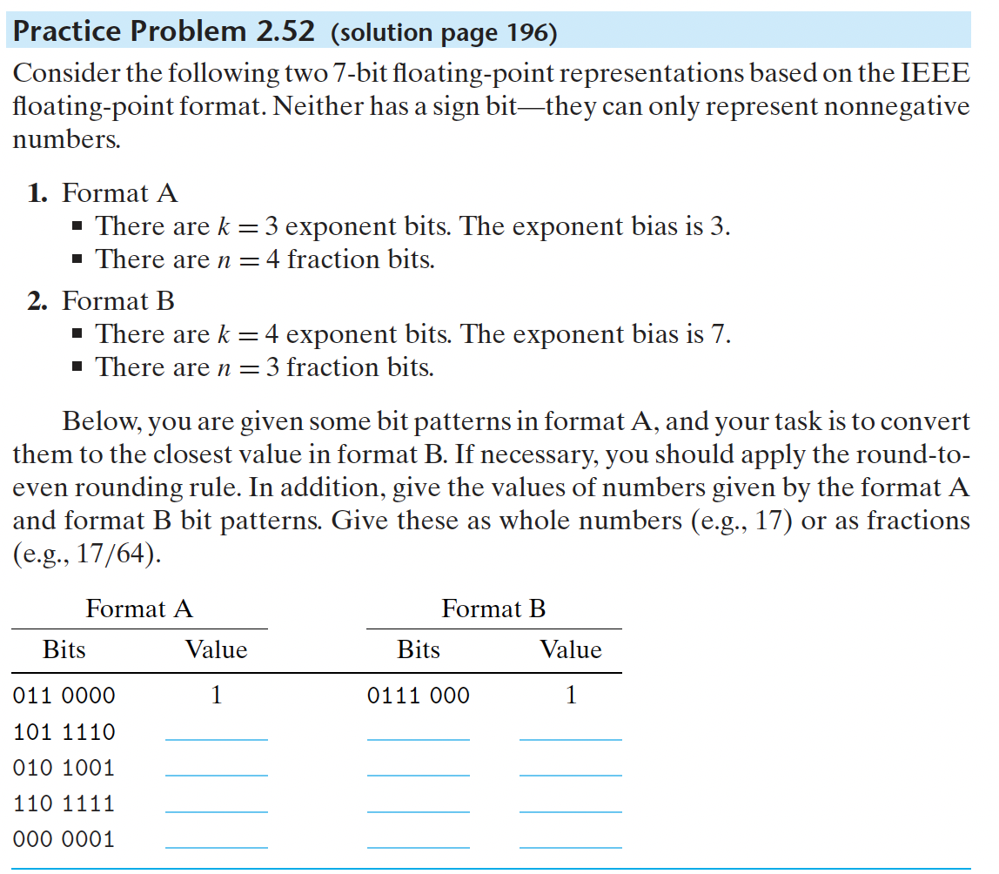 Practice Problem 2.52 (solution page 196)
Consider the following two 7-bit floating-point representations based on the IEEE
floating-point format. Neither has a sign bit—they can only represent nonnegative
numbers.
1. Format A
▪ There are k = 3 exponent bits. The exponent bias is 3.
▪ There are n = 4 fraction bits.
2. Format B
▪ There are k = 4 exponent bits. The exponent bias is 7.
▪ There are n = 3 fraction bits.
Below, you are given some bit patterns in format A, and your task is to convert
them to the closest value in format B. If necessary, you should apply the round-to-
even rounding rule. In addition, give the values of numbers given by the format A
and format B bit patterns. Give these as whole numbers (e.g., 17) or as fractions
(e.g., 17/64).
Format A Format B
Bits Value Bits Value
011 0000 1 0111 000 1
101 1110
010 1001
110 1111
000 0001